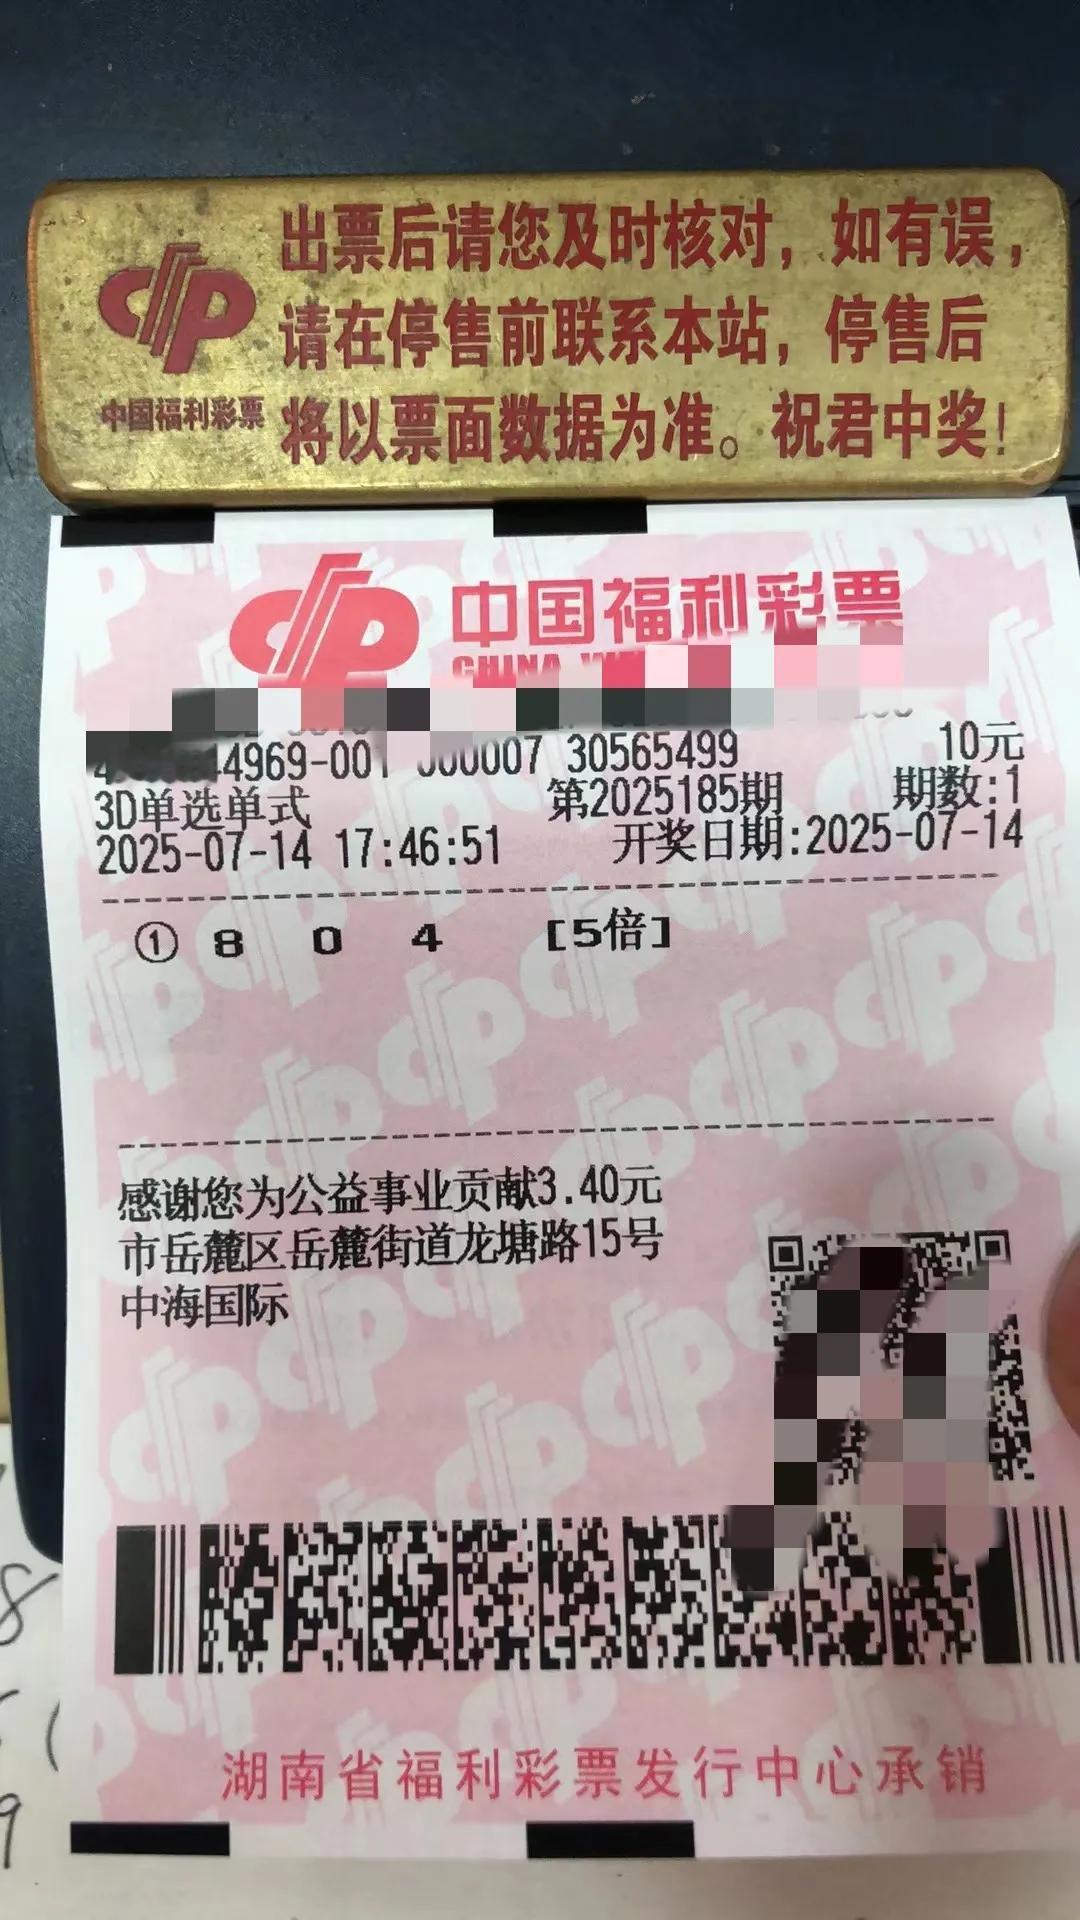 出票后请您及时核对，如有误，
请在停售前联系本站，停售后
将以票面数据为准。祝君中奖！
中国福利彩票
中国福利彩票
CHINA
44969-001 000007 30565499 10元
3D单选单式 第2025185期 期数:1
2025-07-14 17:46:51 开奖日期:2025-07-14
① 8 0 4 [5倍]
感谢您为公益事业贡献3.40元
市岳麓区岳麓街道龙塘路15号
中海国际
湖南省福利彩票发行中心承销
8
9